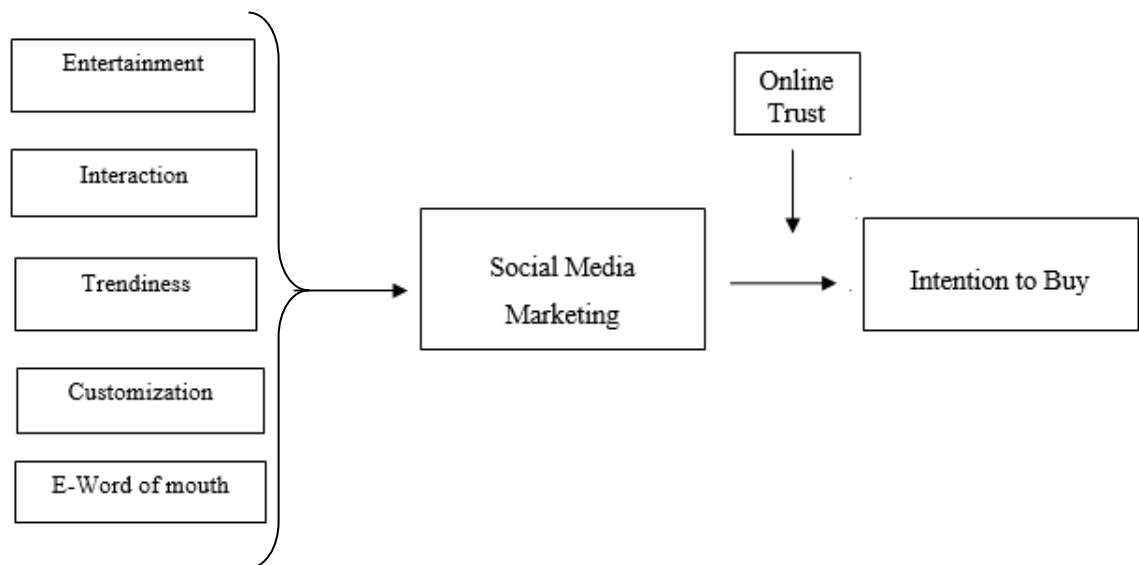 Entertainment
Interaction
Trendiness
Customization
E-Word of mouth
Social Media
Marketing
Online
Trust
Intention to Buy